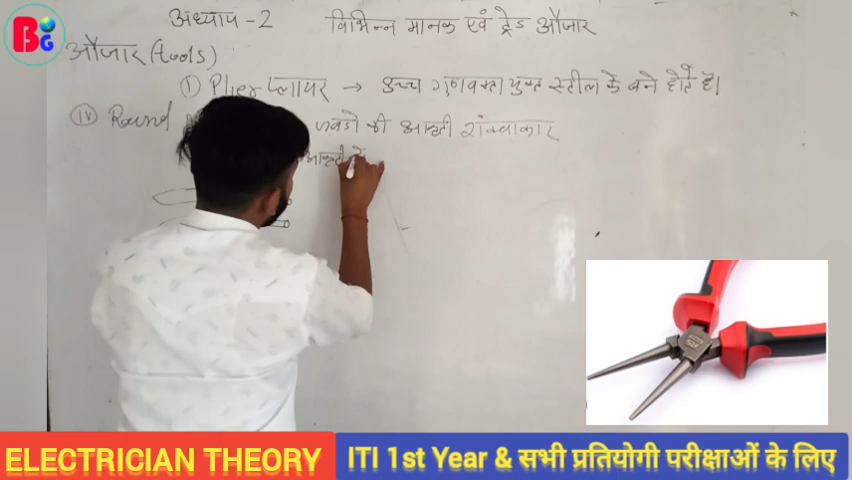 BG
अध्याय - 2 विभिन्न मानक एवं ट्रेड औजार
औजार (tools)
① Plier प्लायर → उच्च गुणवत्ता युक्त स्टील के बने होते है।
(iv) Round जबड़ो की आकृती शंक्वाकार
आकृती में
ELECTRICIAN THEORY
ITI 1st Year & सभी प्रतियोगी परीक्षाओं के लिए